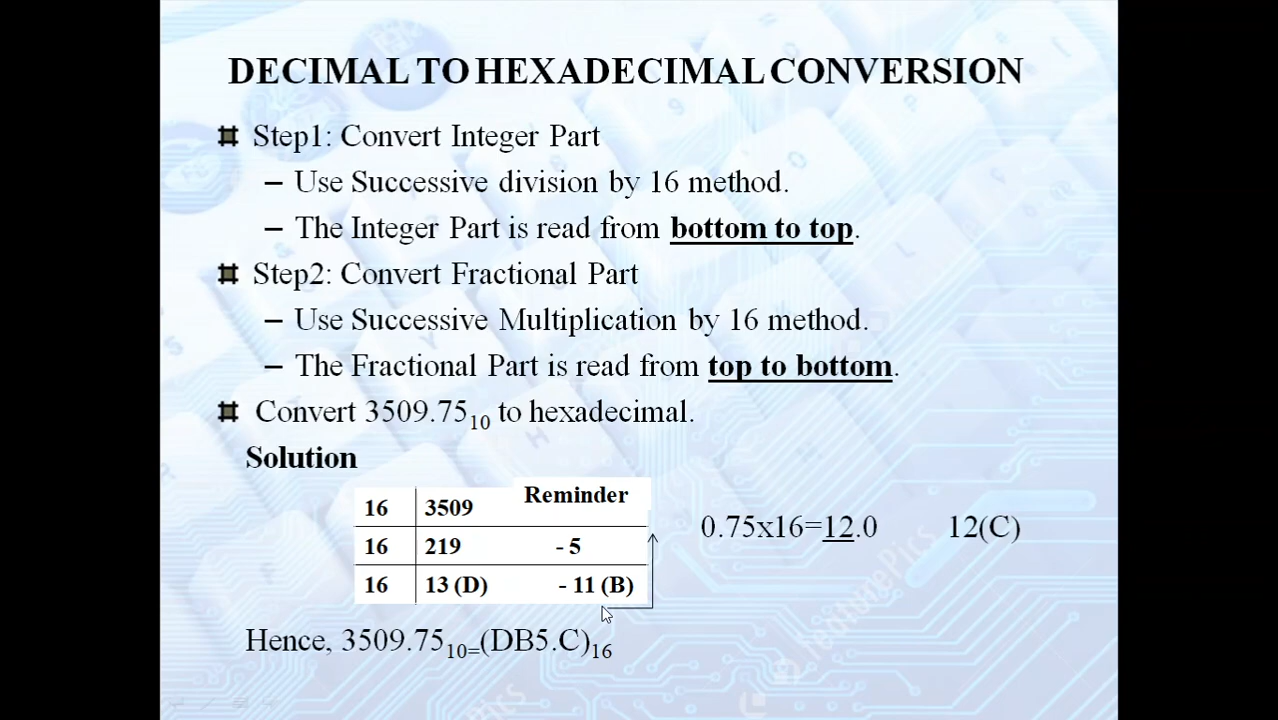 DECIMAL TO HEXADECIMAL CONVERSION
Step1: Convert Integer Part
– Use Successive division by 16 method.
– The Integer Part is read from bottom to top.
Step2: Convert Fractional Part
– Use Successive Multiplication by 16 method.
– The Fractional Part is read from top to bottom.
Convert 3509.75₁₀ to hexadecimal.
Solution
Reminder
16 3509
16 219 - 5
16 13 (D) - 11 (B)
0.75x16=12.0 12(C)
Hence, 3509.75₁₀₌(DB5.C)₁₆